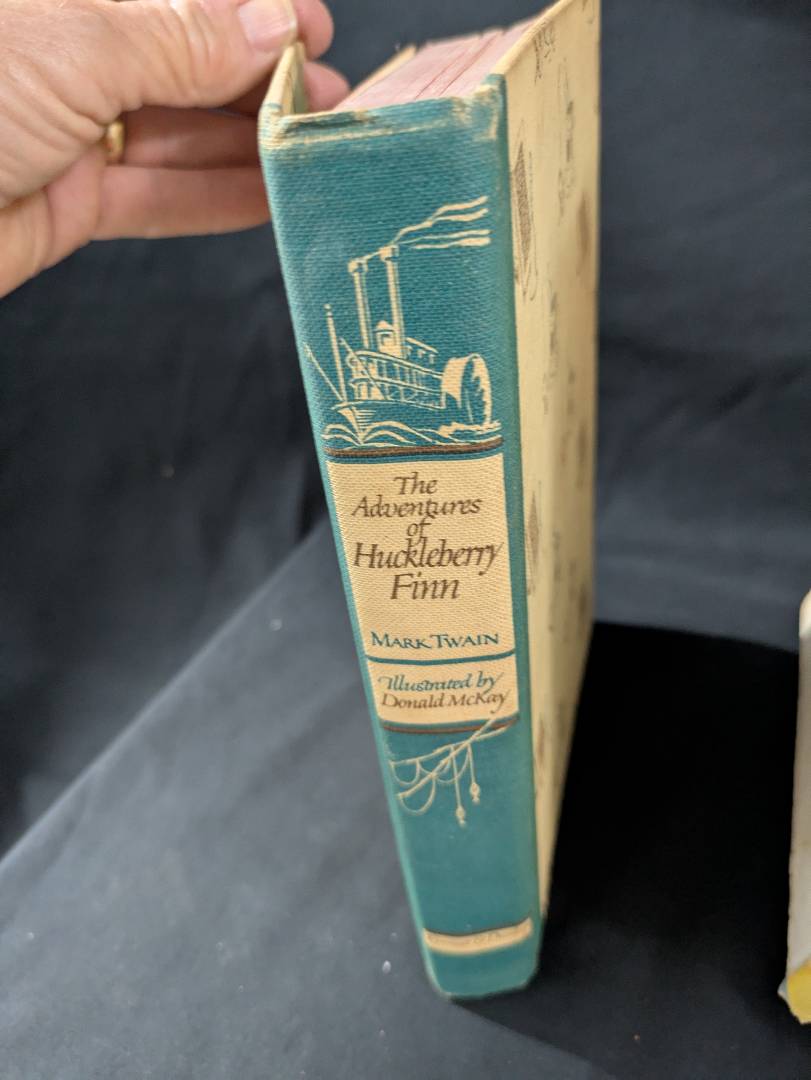 The
Adventures
of
Huckleberry
Finn
MARK TWAIN
Illustrated by
Donald McKay